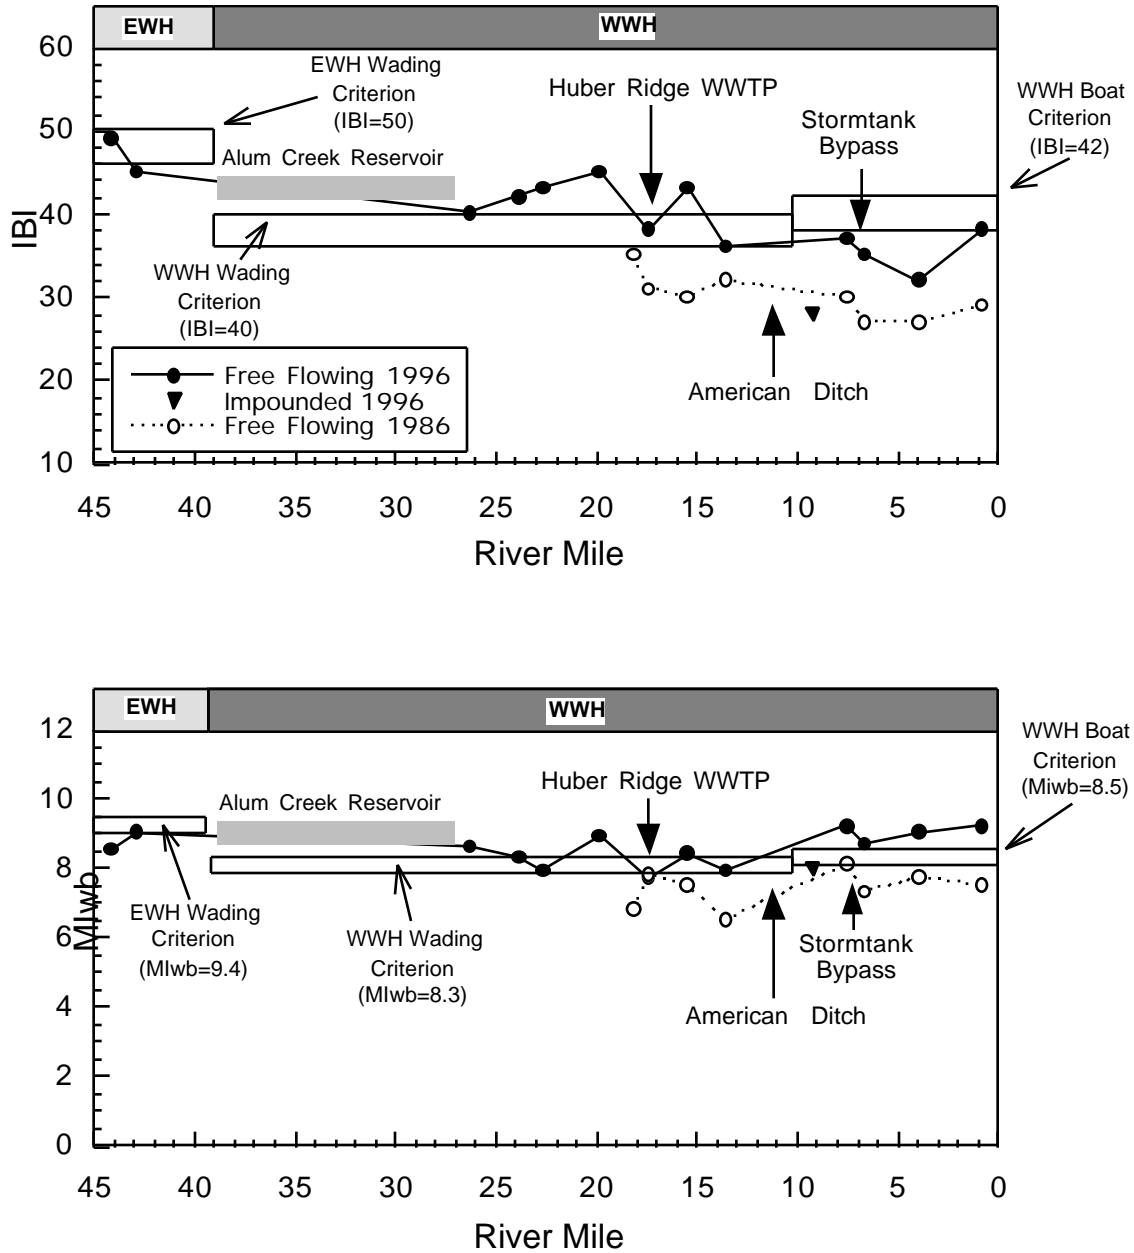 EWH
WWH
60
50
40
30
20
10
IBI
EWH Wading
Criterion
(IBI=50)
Huber Ridge WWTP
Stormtank
Bypass
WWH Boat
Criterion
(IBI=42)
Alum Creek Reservoir
WWH Wading
Criterion
(IBI=40)
American Ditch
Free Flowing 1996
Impounded 1996
Free Flowing 1986
45 40 35 30 25 20 15 10 5 0
River Mile
EWH
WWH
12
10
8
6
4
2
0
MIwb
WWH Boat
Criterion
(Miwb=8.5)
Huber Ridge WWTP
Alum Creek Reservoir
EWH Wading
Criterion
(MIwb=9.4)
WWH Wading
Criterion
(MIwb=8.3)
Stormtank
Bypass
American Ditch
45 40 35 30 25 20 15 10 5 0
River Mile